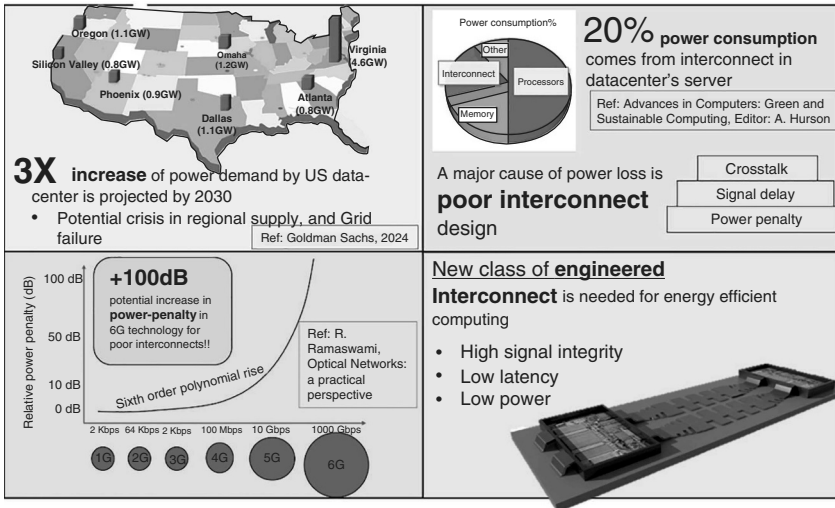 Oregon (1.1GW)
Silicon Valley (0.8GW)
Phoenix (0.9GW)
Omaha
(1.2GW)
Dallas
(1.1GW)
Virginia
(4.6GW)
Atlanta
(0.8GW)
3X increase of power demand by US data-
center is projected by 2030
• Potential crisis in regional supply, and Grid
failure
Ref: Goldman Sachs, 2024
Power consumption%
Other
Interconnect
Processors
Memory
20% power consumption
comes from interconnect in
datacenter's server
Ref: Advances in Computers: Green and
Sustainable Computing, Editor: A. Hurson
A major cause of power loss is
poor interconnect
design
Crosstalk
Signal delay
Power penalty
Relative power penalty (dB)
100 dB
50 dB
10 dB
0 dB
+100dB
potential increase in
power-penalty in
6G technology for
poor interconnects!!
Sixth order polynomial rise
Ref: R.
Ramaswami,
Optical Networks:
a practical
perspective
2 Kbps 64 Kbps 2 Kbps 100 Mbps 10 Gbps 1000 Gbps
1G 2G 3G 4G 5G 6G
New class of engineered
Interconnect is needed for energy efficient
computing
• High signal integrity
• Low latency
• Low power